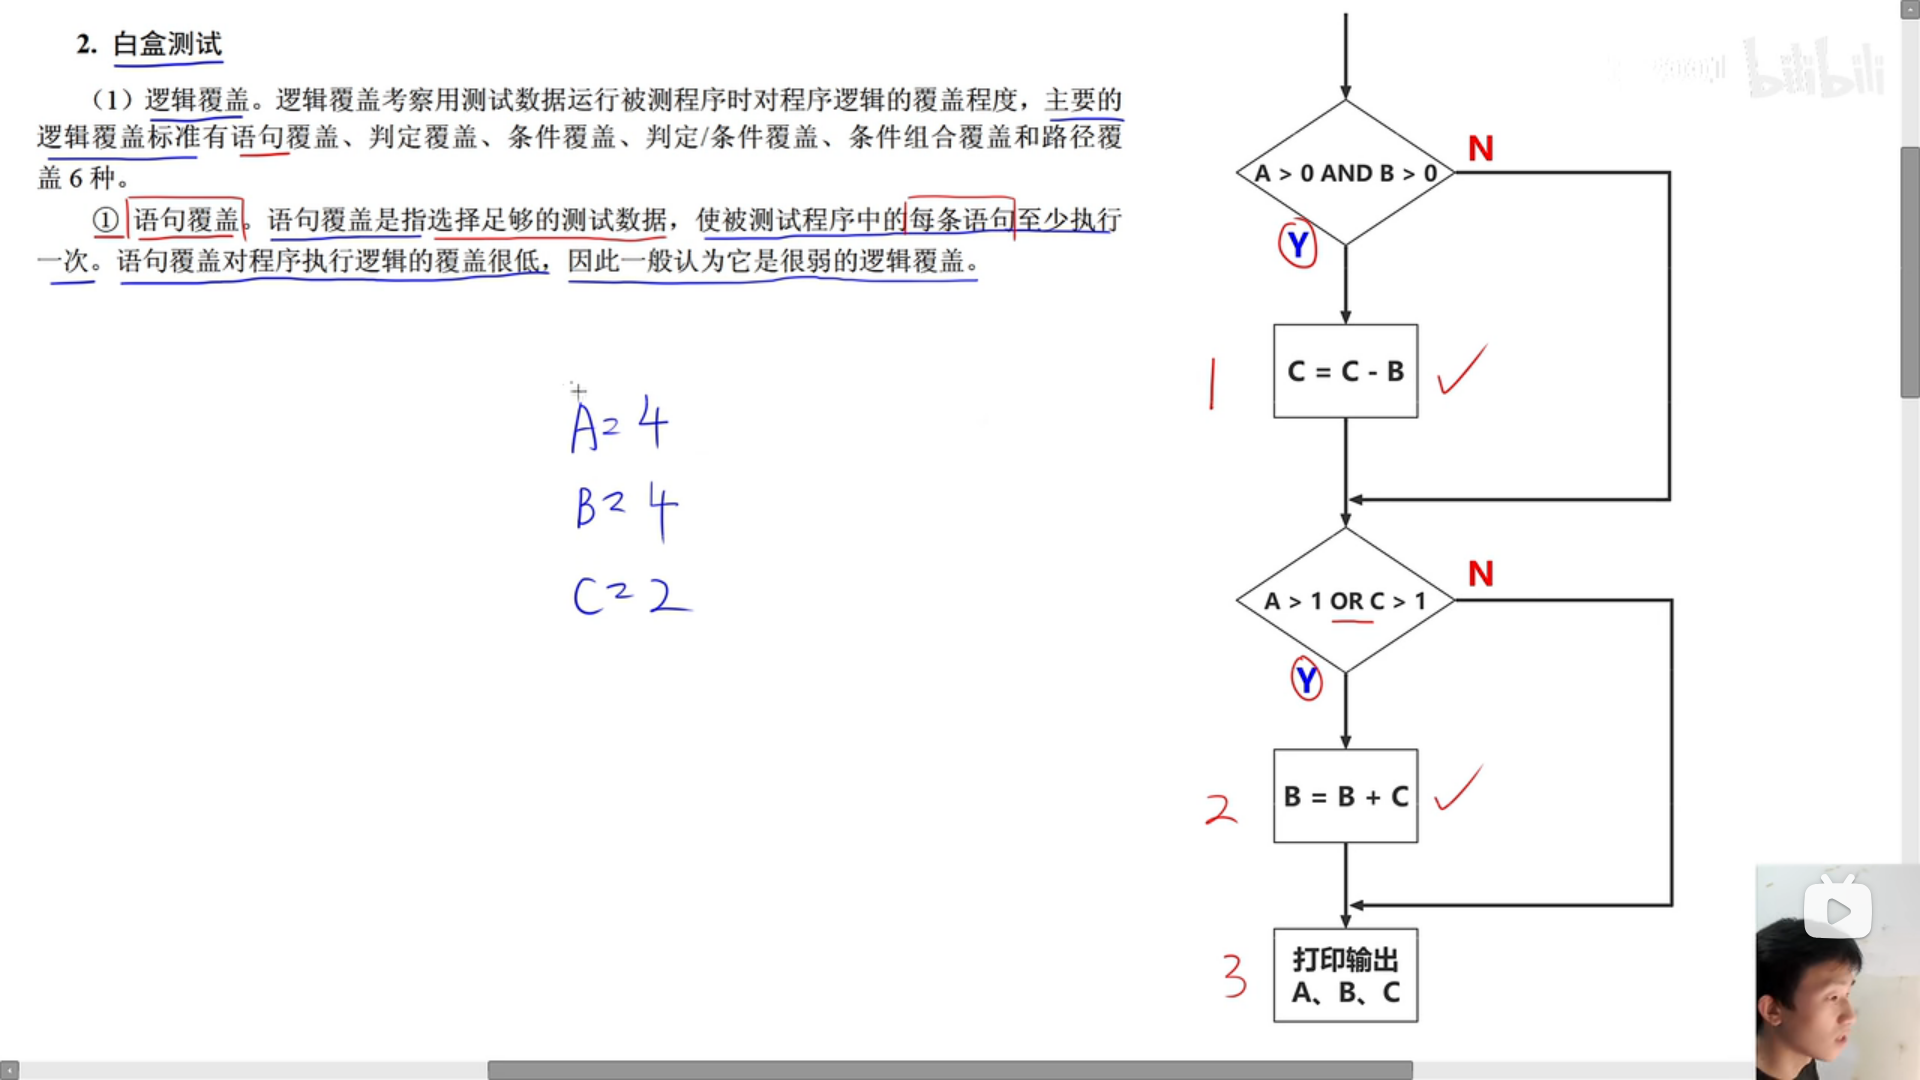 2. 白盒测试
（1）逻辑覆盖。逻辑覆盖考察用测试数据运行被测程序时对程序逻辑的覆盖程度，主要的
逻辑覆盖标准有语句覆盖、判定覆盖、条件覆盖、判定/条件覆盖、条件组合覆盖和路径覆
盖 6 种。
① 语句覆盖。语句覆盖是指选择足够的测试数据，使被测试程序中的每条语句至少执行
一次。语句覆盖对程序执行逻辑的覆盖很低，因此一般认为它是很弱的逻辑覆盖。
A=4
B=4
C=2
bilibili
A > 0 AND B > 0
N
Y
1
C = C - B
A > 1 OR C > 1
N
Y
2
B = B + C
3
打印输出
A、B、C